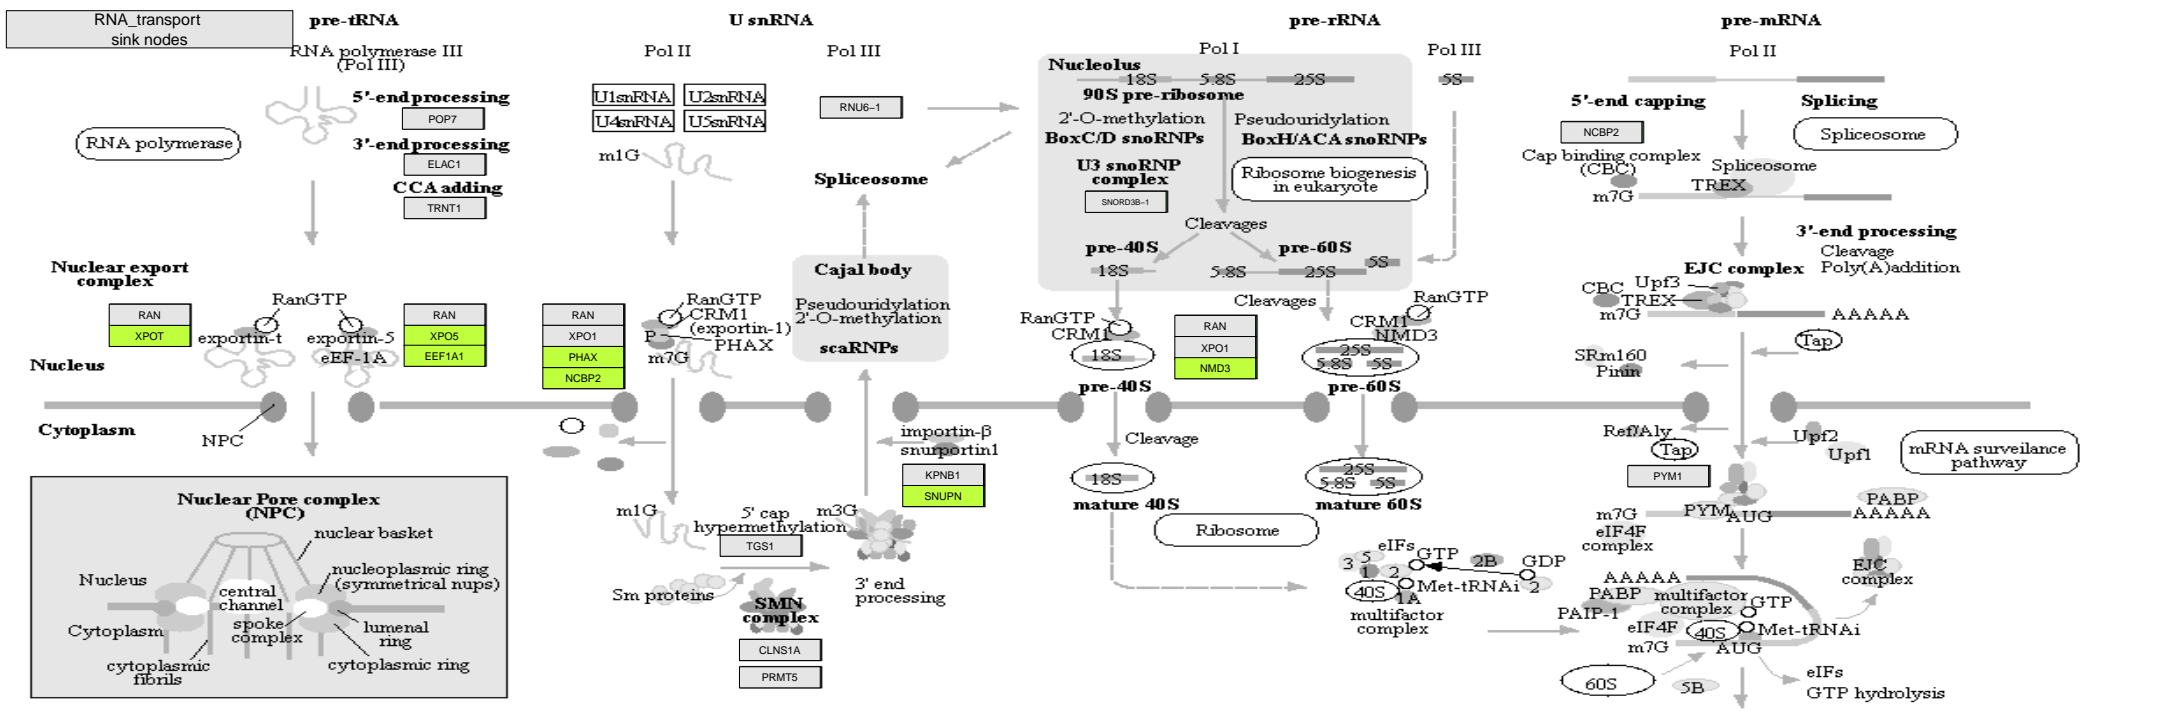 RNA_transport
sink nodes
pre-tRNA
RNA polymerase III
(Pol III)
5'-end processing
POP7
3'-end processing
ELAC1
CCA adding
TRNT1
RNA polymerase
Nuclear export
complex
RAN
XPOT
RanGTP
exportin-t
exportin-5
eEF-1A
RAN
XPO5
EEF1A1
Nucleus
Cytoplasm
NPC
Nuclear Pore complex
(NPC)
nuclear basket
nucleoplasmic ring
(symmetrical nups)
Nucleus
central
channel
spoke
complex
Cytoplasm
lumenal
ring
cytoplasmic
fibrils
cytoplasmic ring
U snRNA
Pol II
Pol III
U1snRNA
U2snRNA
U4snRNA
U5snRNA
m1G
RNU6-1
Spliceosome
Cajal body
Pseudouridylation
2'-O-methylation
scaRNPs
RAN
XPO1
PHAX
NCBP2
RanGTP
CRM1
(exportin-1)
P
PHAX
m7G
importin-β
snurportin1
KPNB1
SNUPN
m1G
5' cap
hypermethylation
m3G
TGS1
Sm proteins
SMN
complex
3' end
processing
CLNS1A
PRMT5
pre-rRNA
Pol I
Pol III
Nucleolus
18S
5.8S
25S
5S
90S pre-ribosome
2'-O-methylation
Pseudouridylation
BoxC/D snoRNPs
BoxH/ACA snoRNPs
U3 snoRNP
complex
SNORD3B-1
Ribosome biogenesis
in eukaryote
Cleavages
pre-40S
pre-60S
18S
5.8S
25S
5S
Cleavages
RanGTP
CRM1
18S
pre-40S
RAN
XPO1
NMD3
RanGTP
CRM1
NMD3
25S
5.8S
5S
pre-60S
Cleavage
18S
mature 40S
25S
5.8S
5S
mature 60S
Ribosome
eIFs
3
5
1
2
GTP
2B
GDP
40S
1A
Met-tRNAi
2
multifactor
complex
pre-mRNA
Pol II
5'-end capping
Splicing
NCBP2
Spliceosome
Cap binding complex
(CBC)
Spliceosome
TREX
m7G
3'-end processing
Cleavage
Poly(A)addition
EJC complex
CBC
Upf3
TREX
m7G
AAAAA
Tap
SRm160
Pinin
Ref/Aly
Tap
Upf2
Upf1
mRNA surveilance
pathway
PYM1
PABP
m7G
PYM
AUG
AAAAA
eIF4F
complex
EJC
complex
AAAAA
PABP
multifactor
complex
GTP
PAIP-1
eIF4F
40S
Met-tRNAi
m7G
AUG
60S
5B
eIFs
GTP hydrolysis